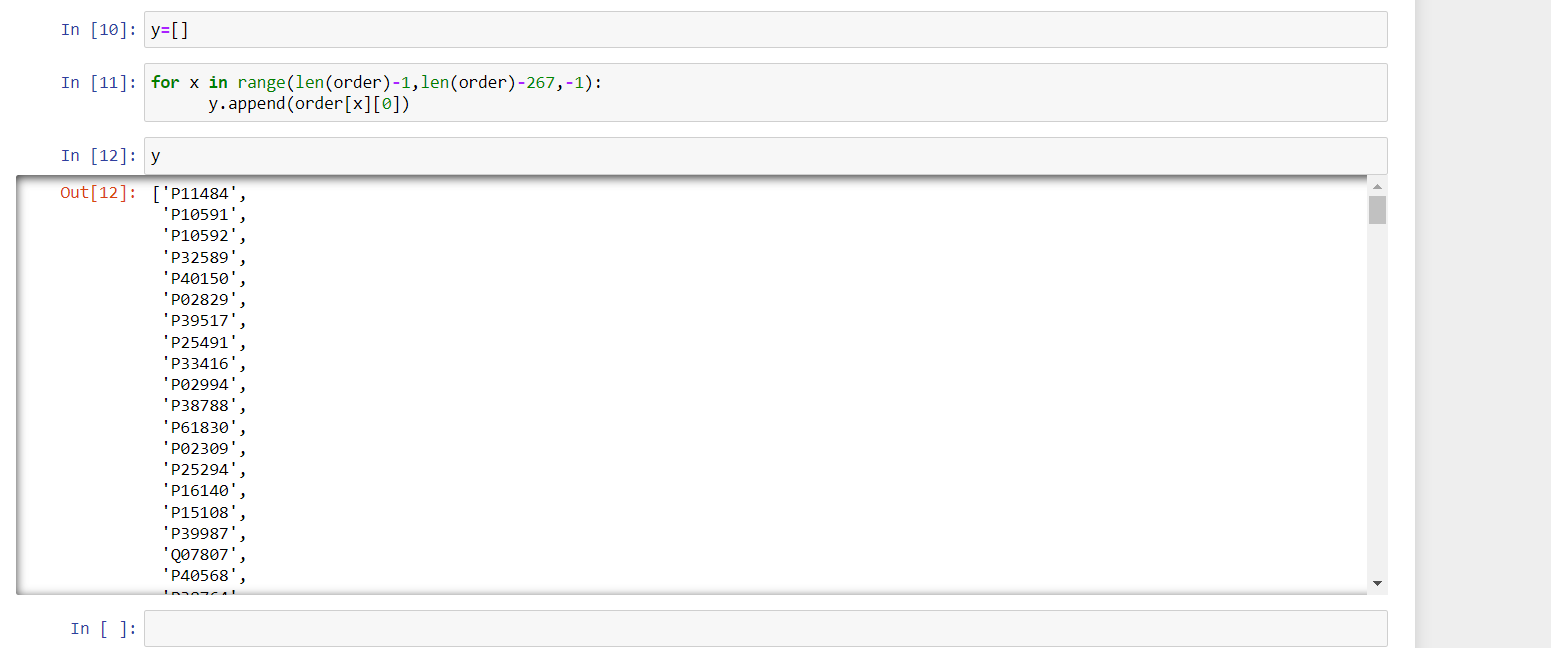 In [10]: y=[]
In [11]: for x in range(len(order)-1,len(order)-267,-1):
y.append(order[x][0])
In [12]: y
Out[12]: ['P11484',
'P10591',
'P10592',
'P32589',
'P40150',
'P02829',
'P39517',
'P25491',
'P33416',
'P02994',
'P38788',
'P61830',
'P02309',
'P25294',
'P16140',
'P15108',
'P39987',
'Q07807',
'P40568',
In [ ]: